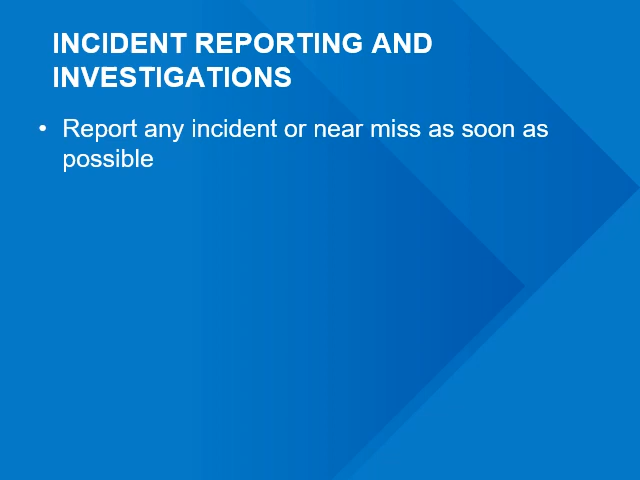 INCIDENT REPORTING AND
INVESTIGATIONS
• Report any incident or near miss as soon as
possible